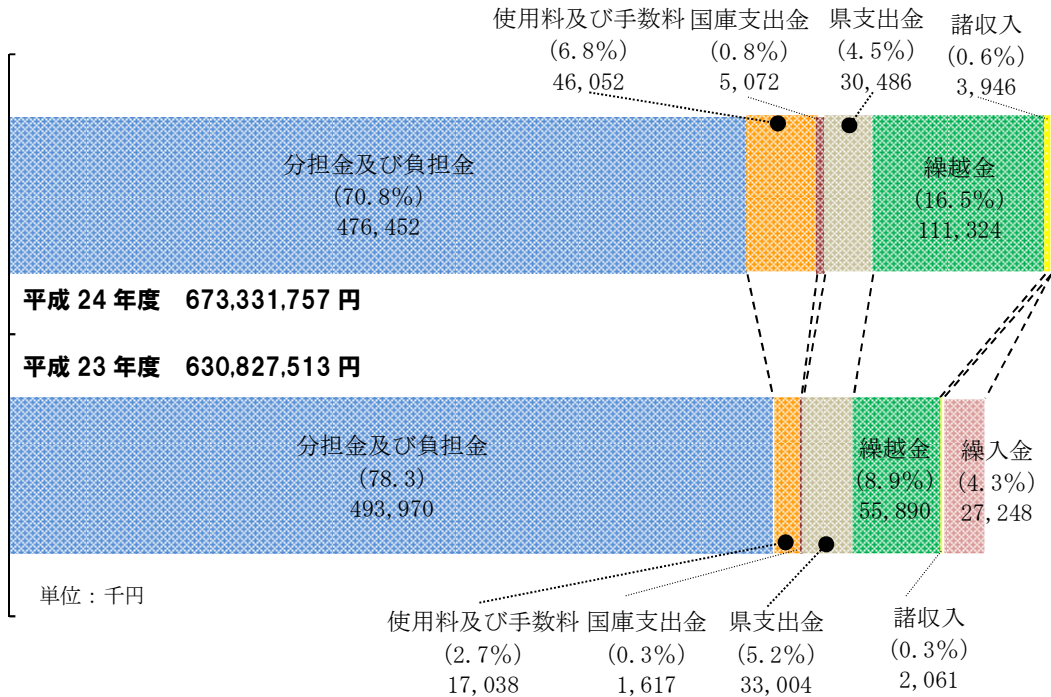 使用料及び手数料
(6.8%)
46,052
国庫支出金
(0.8%)
5,072
県支出金
(4.5%)
30,486
諸収入
(0.6%)
3,946
分担金及び負担金
(70.8%)
476,452
繰越金
(16.5%)
111,324
平成 24 年度 673,331,757 円
平成 23 年度 630,827,513 円
分担金及び負担金
(78.3)
493,970
繰越金
(8.9%)
55,890
繰入金
(4.3%)
27,248
単位：千円
使用料及び手数料
(2.7%)
17,038
国庫支出金
(0.3%)
1,617
県支出金
(5.2%)
33,004
諸収入
(0.3%)
2,061